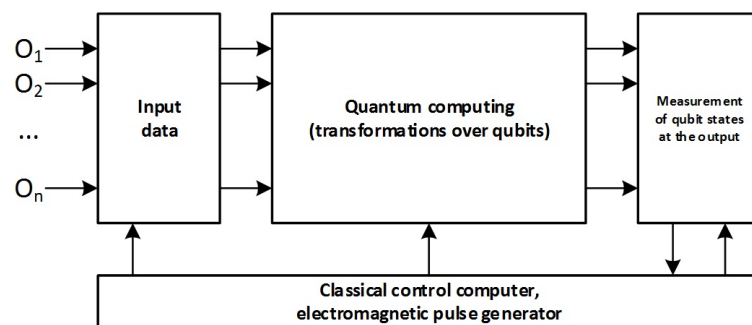 O1
O2
...
On
Input
data
Quantum computing
(transformations over qubits)
Measurement
of qubit states
at the output
Classical control computer,
electromagnetic pulse generator